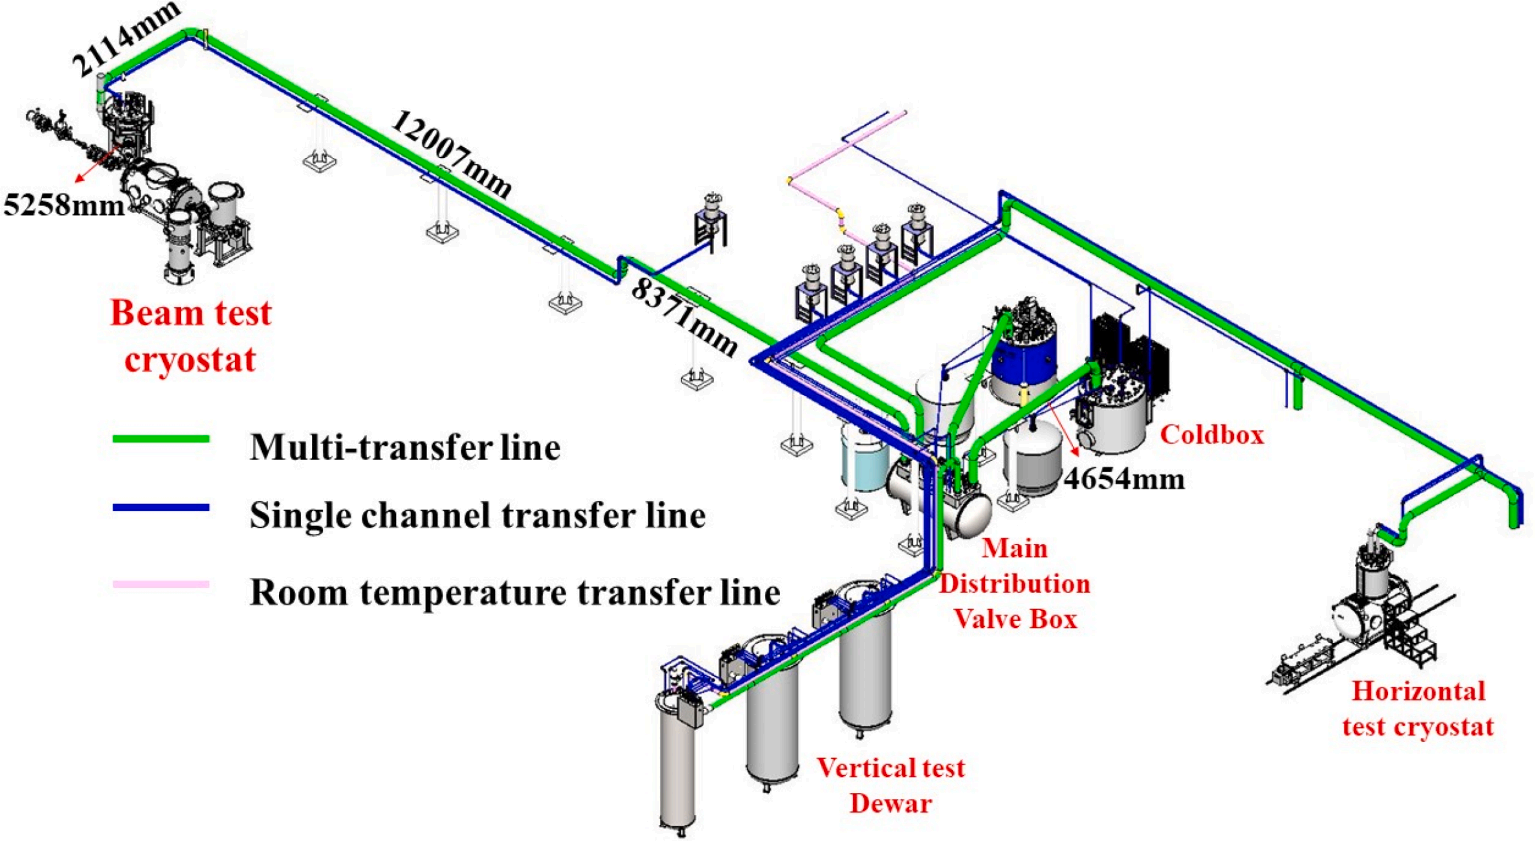 2114mm
12007mm
5258mm
8371mm
Beam test
cryostat
Multi-transfer line
Single channel transfer line
Room temperature transfer line
Coldbox
4654mm
Main
Distribution
Valve Box
Vertical test
Dewar
Horizontal
test cryostat